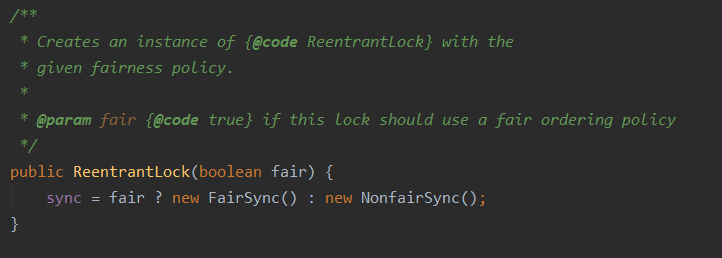 /**
 * Creates an instance of {@code ReentrantLock} with the
 * given fairness policy.
 *
 * @param fair {@code true} if this lock should use a fair ordering policy
 */
public ReentrantLock(boolean fair) {
    sync = fair ? new FairSync() : new NonfairSync();
}